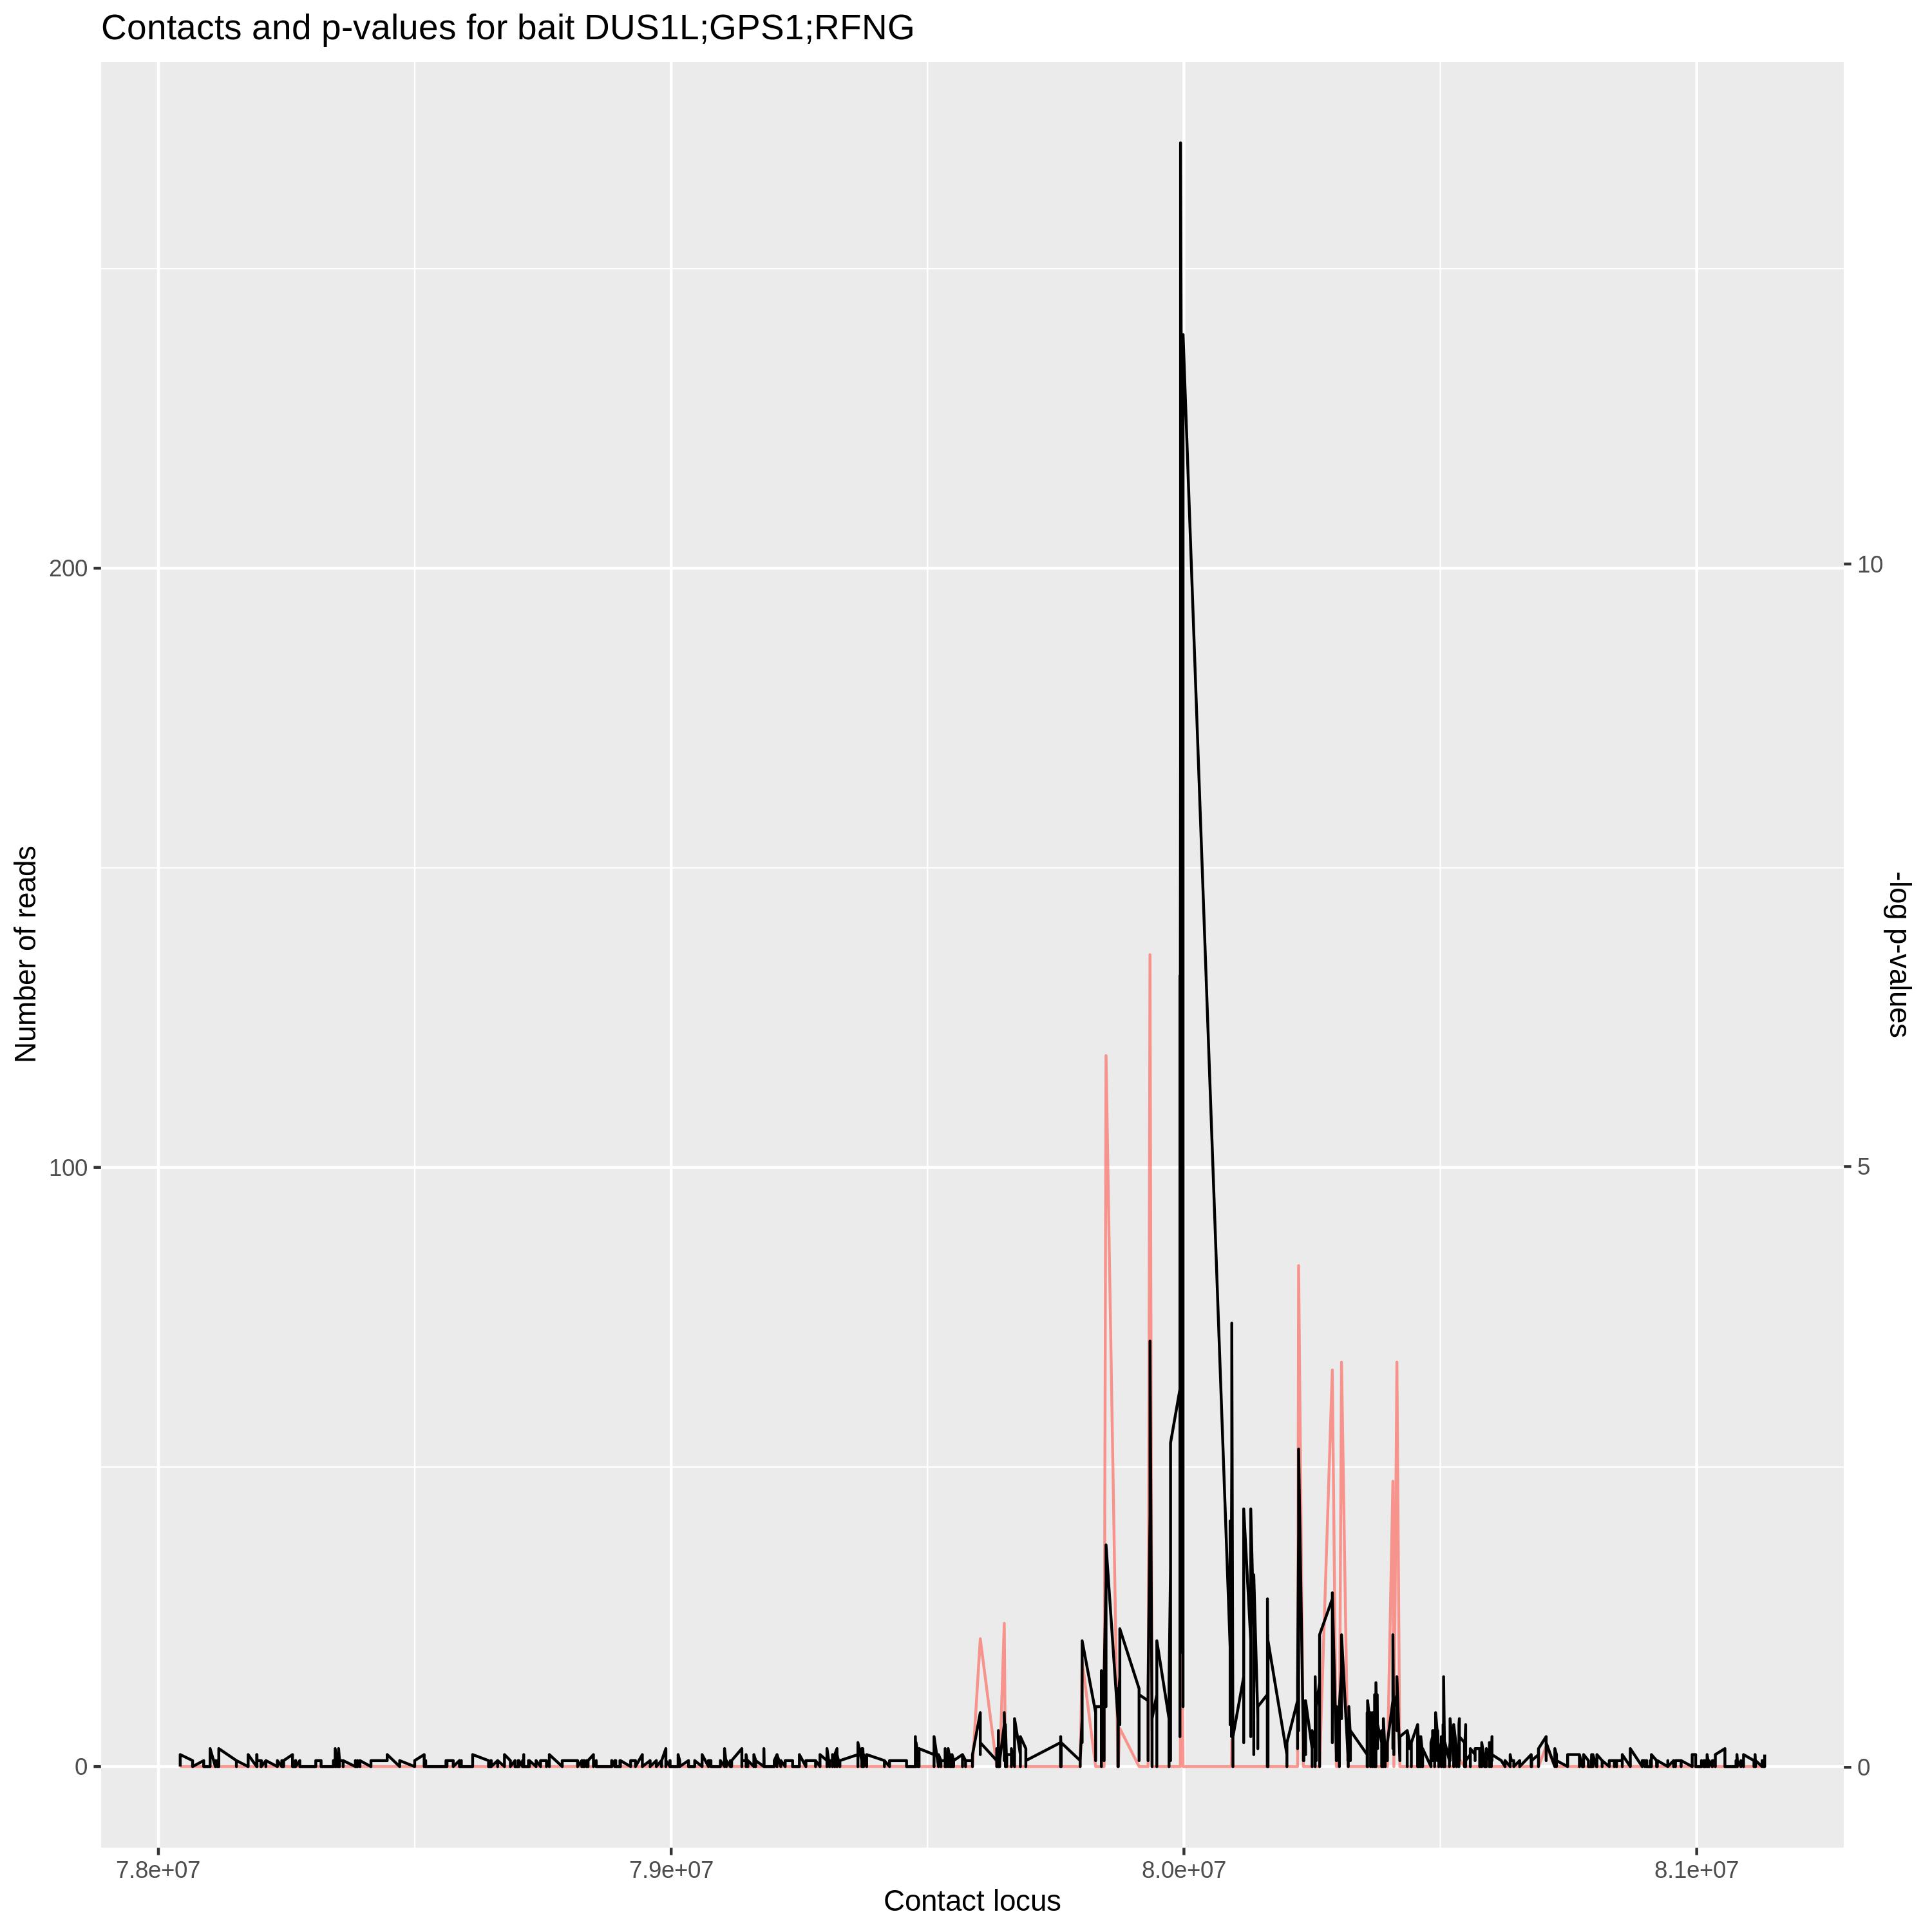 Contacts and p-values for bait DUS1L;GPS1;RFNG
Number of reads
200
100
0
10
5
0
-log p-values
7.8e+07
7.9e+07
8.0e+07
8.1e+07
Contact locus